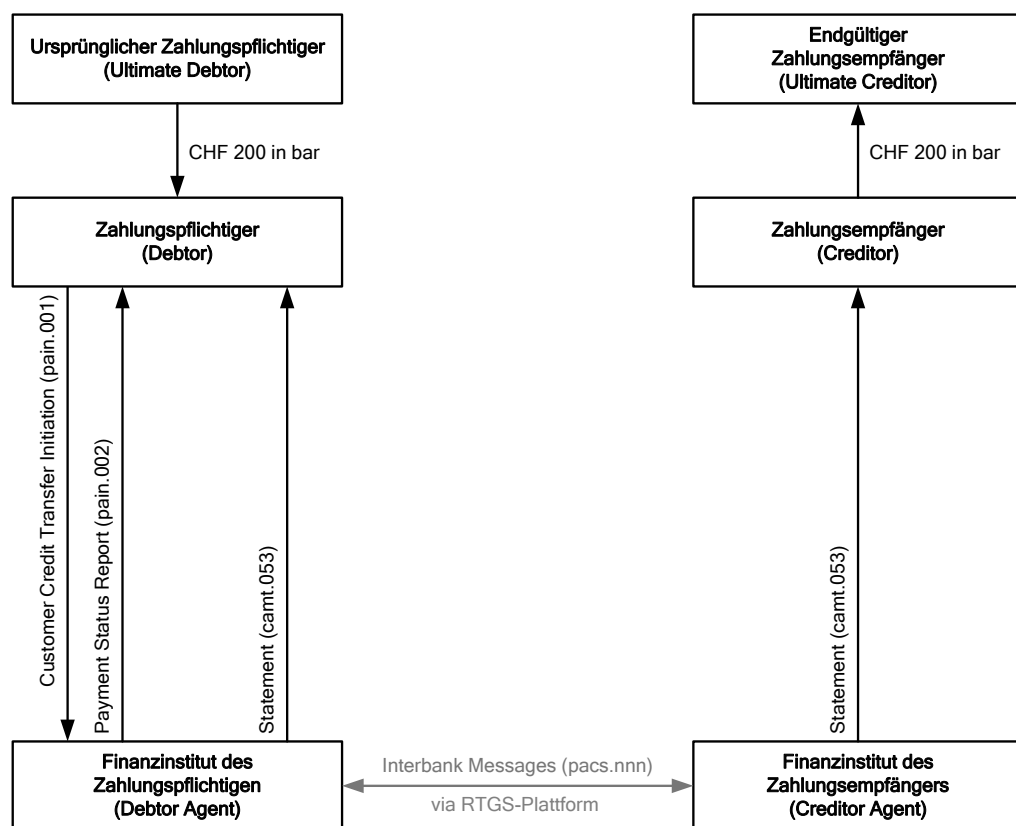 Ursprünglicher Zahlungspflichtiger
(Ultimate Debtor)
Endgültiger
Zahlungsempfänger
(Ultimate Creditor)
CHF 200 in bar
CHF 200 in bar
Zahlungspflichtiger
(Debtor)
Zahlungsempfänger
(Creditor)
Customer Credit Transfer Initiation (pain.001)
Payment Status Report (pain.002)
Statement (camt.053)
Statement (camt.053)
Finanzinstitut des
Zahlungspflichtigen
(Debtor Agent)
Interbank Messages (pacs.nnn)
via RTGS-Plattform
Finanzinstitut des
Zahlungsempfängers
(Creditor Agent)